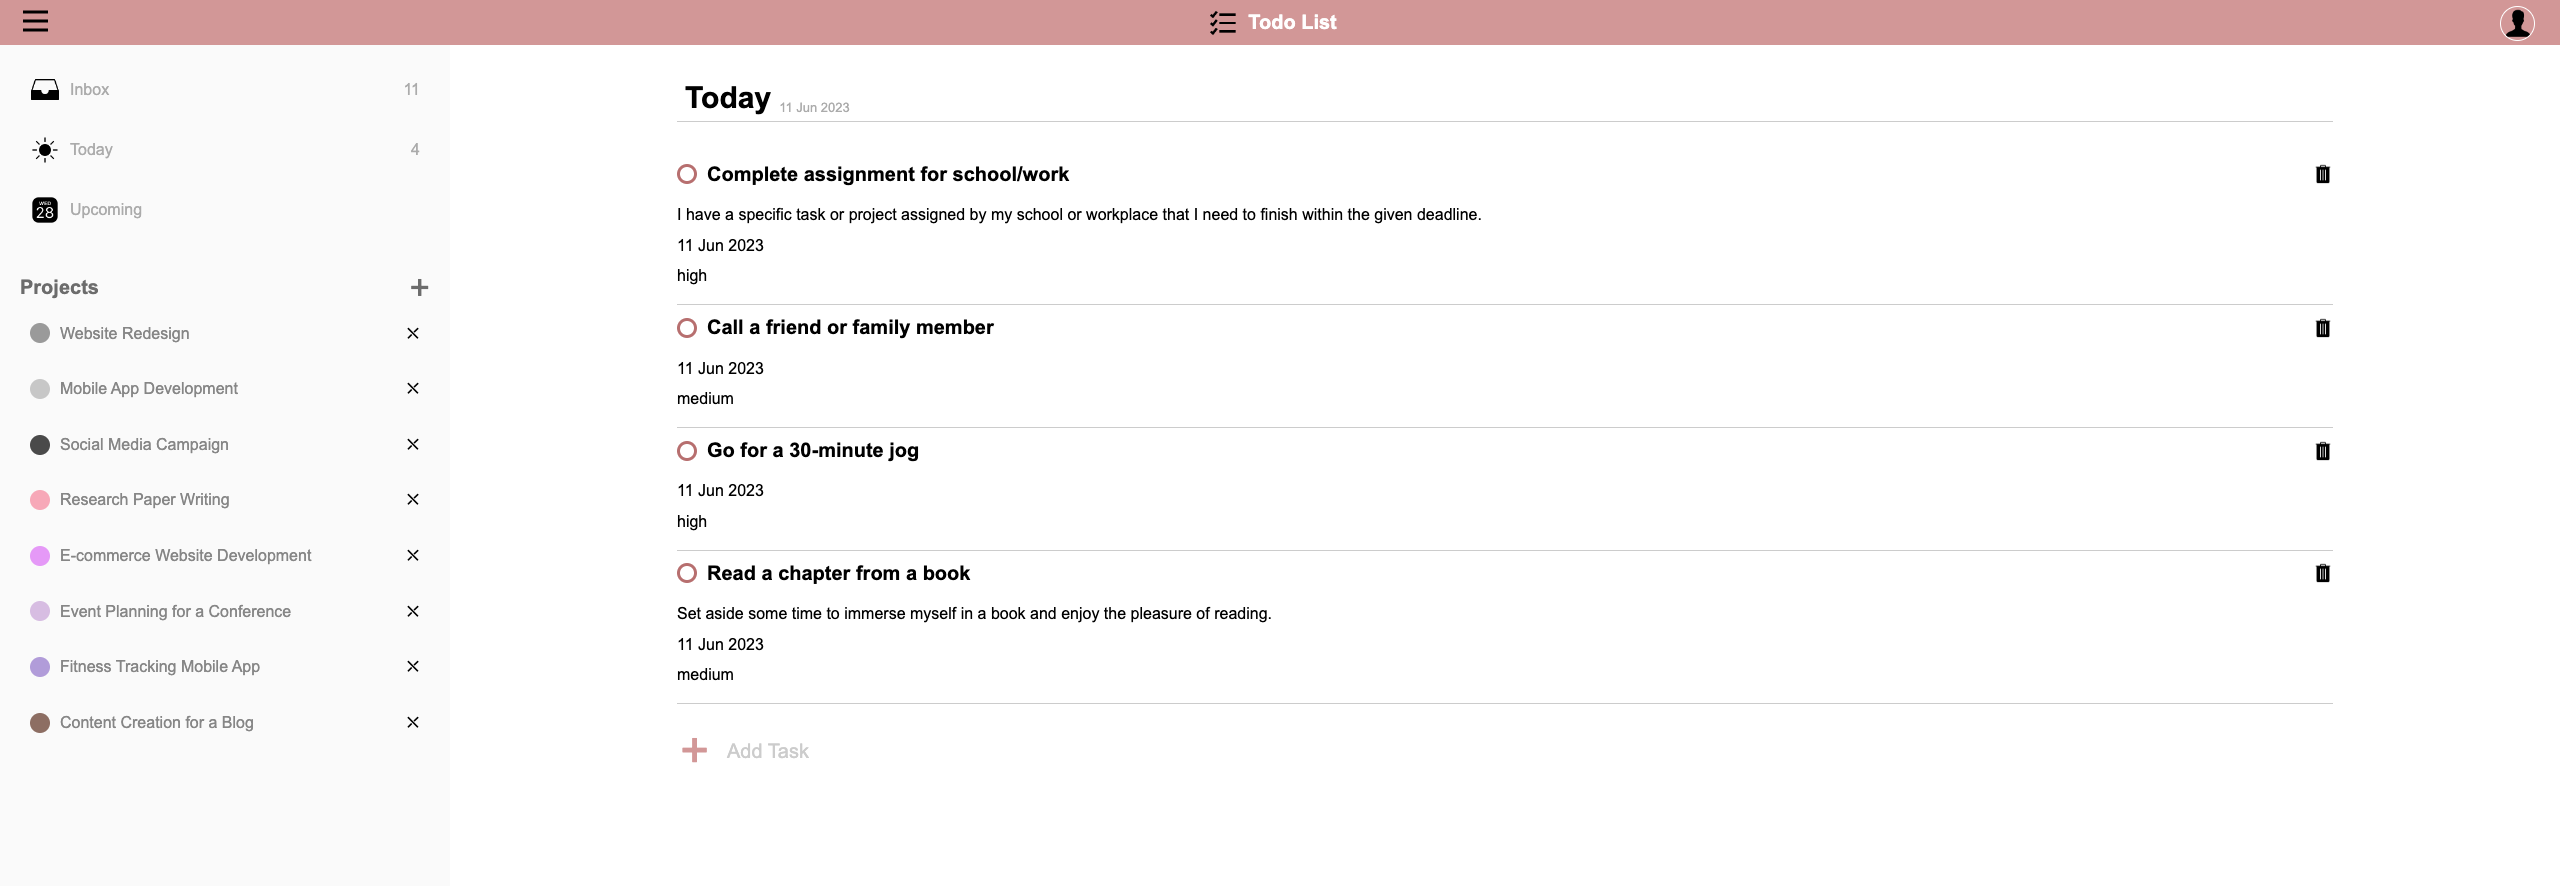 Todo List
Inbox 11
Today 4
WED
28
Upcoming
Projects
Website Redesign
Mobile App Development
Social Media Campaign
Research Paper Writing
E-commerce Website Development
Event Planning for a Conference
Fitness Tracking Mobile App
Content Creation for a Blog
Today 11 Jun 2023
Complete assignment for school/work
I have a specific task or project assigned by my school or workplace that I need to finish within the given deadline.
11 Jun 2023
high
Call a friend or family member
11 Jun 2023
medium
Go for a 30-minute jog
11 Jun 2023
high
Read a chapter from a book
Set aside some time to immerse myself in a book and enjoy the pleasure of reading.
11 Jun 2023
medium
Add Task